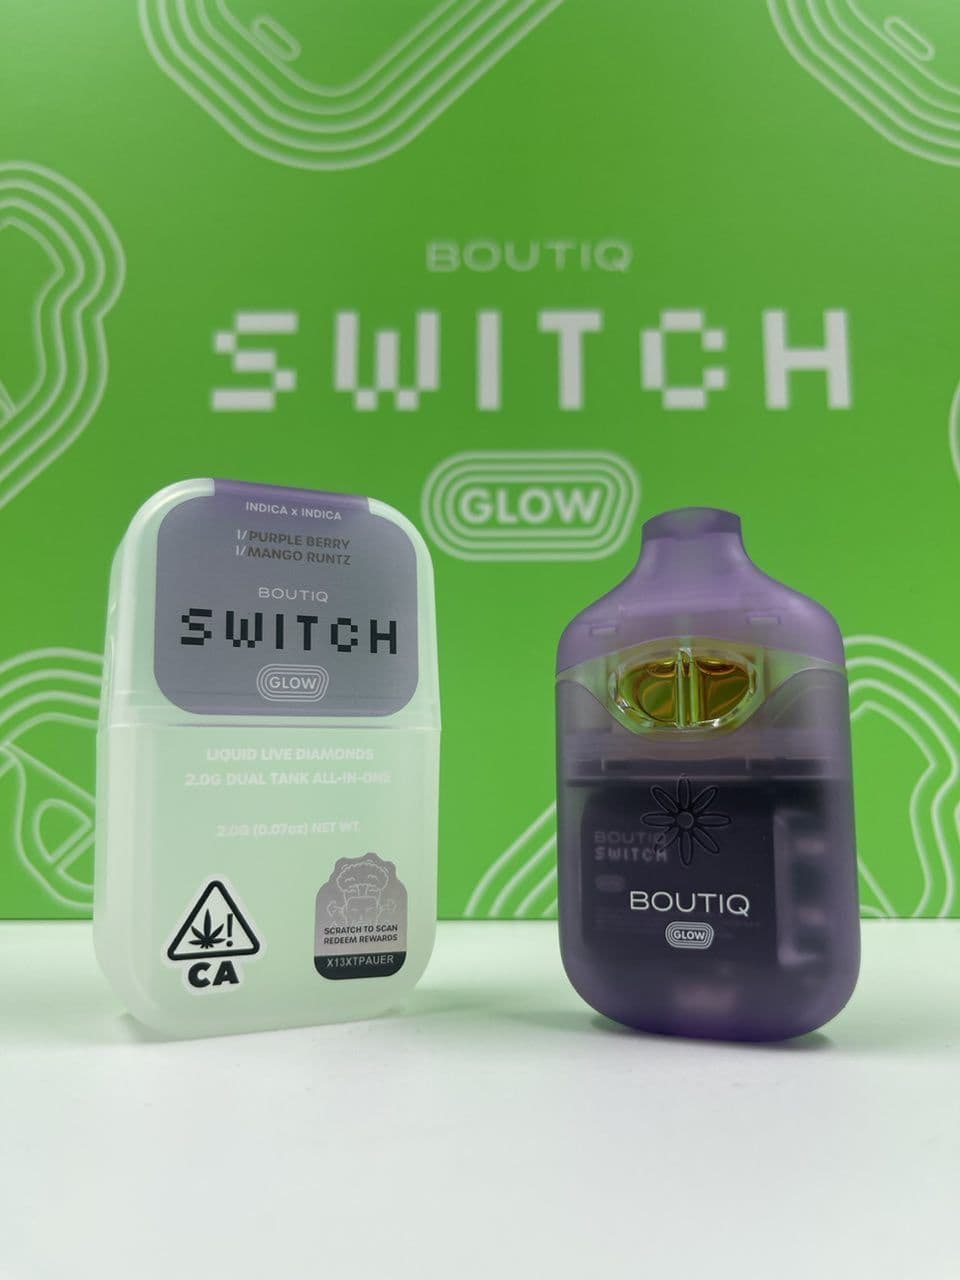 BOUTIQ
SWITCH
GLOW
INDICA x INDICA
1/PURPLE BERRY
1/MANGO RUNTZ
BOUTIQ
SWITCH
GLOW
LIQUID LIVE DIAMONDS
2.0G DUAL TANK ALL-IN-ONE
2.0G (0.07oz) NET WT.
!
CA
SCRATCH TO SCAN
REDEEM REWARDS
X13XTPAUER
BOUTIQ
SWITCH
BOUTIQ
GLOW